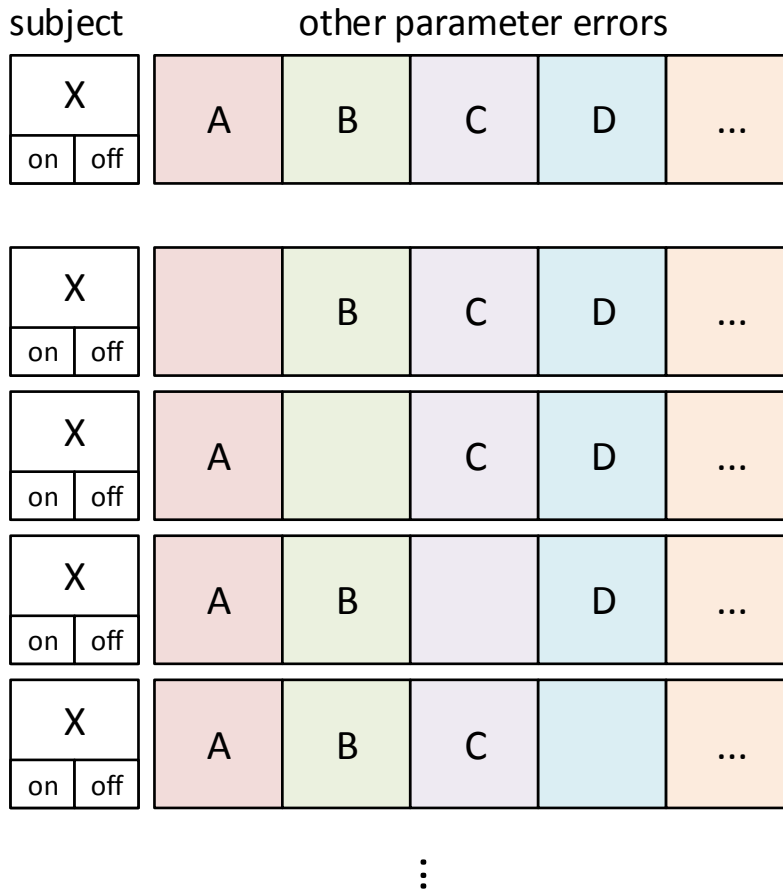 subject other parameter errors
X
A B C D ...
on off
X
B C D ...
on off
X
A C D ...
on off
X
A B D ...
on off
X
A B C ...
on off
⋮